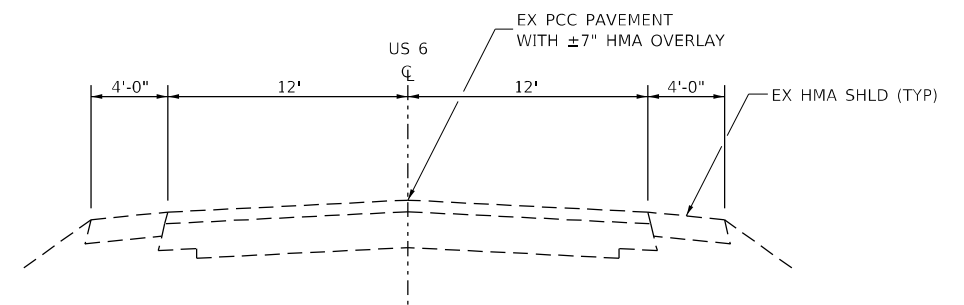 EX PCC PAVEMENT
WITH ±7" HMA OVERLAY
US 6
℄
4'-0"
12'
12'
4'-0"
EX HMA SHLD (TYP)